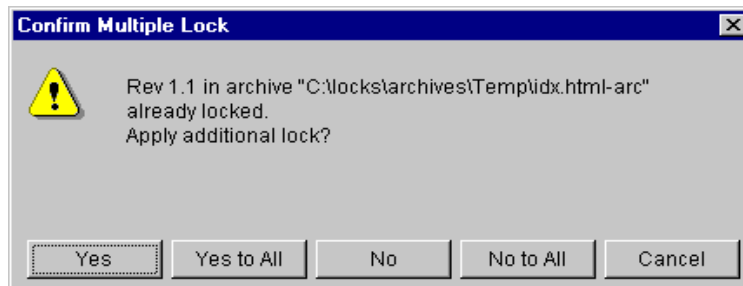 Confirm Multiple Lock
Rev 1.1 in archive "C:\locks\archives\Temp\idx.html-arc"
already locked.
Apply additional lock?
Yes
Yes to All
No
No to All
Cancel